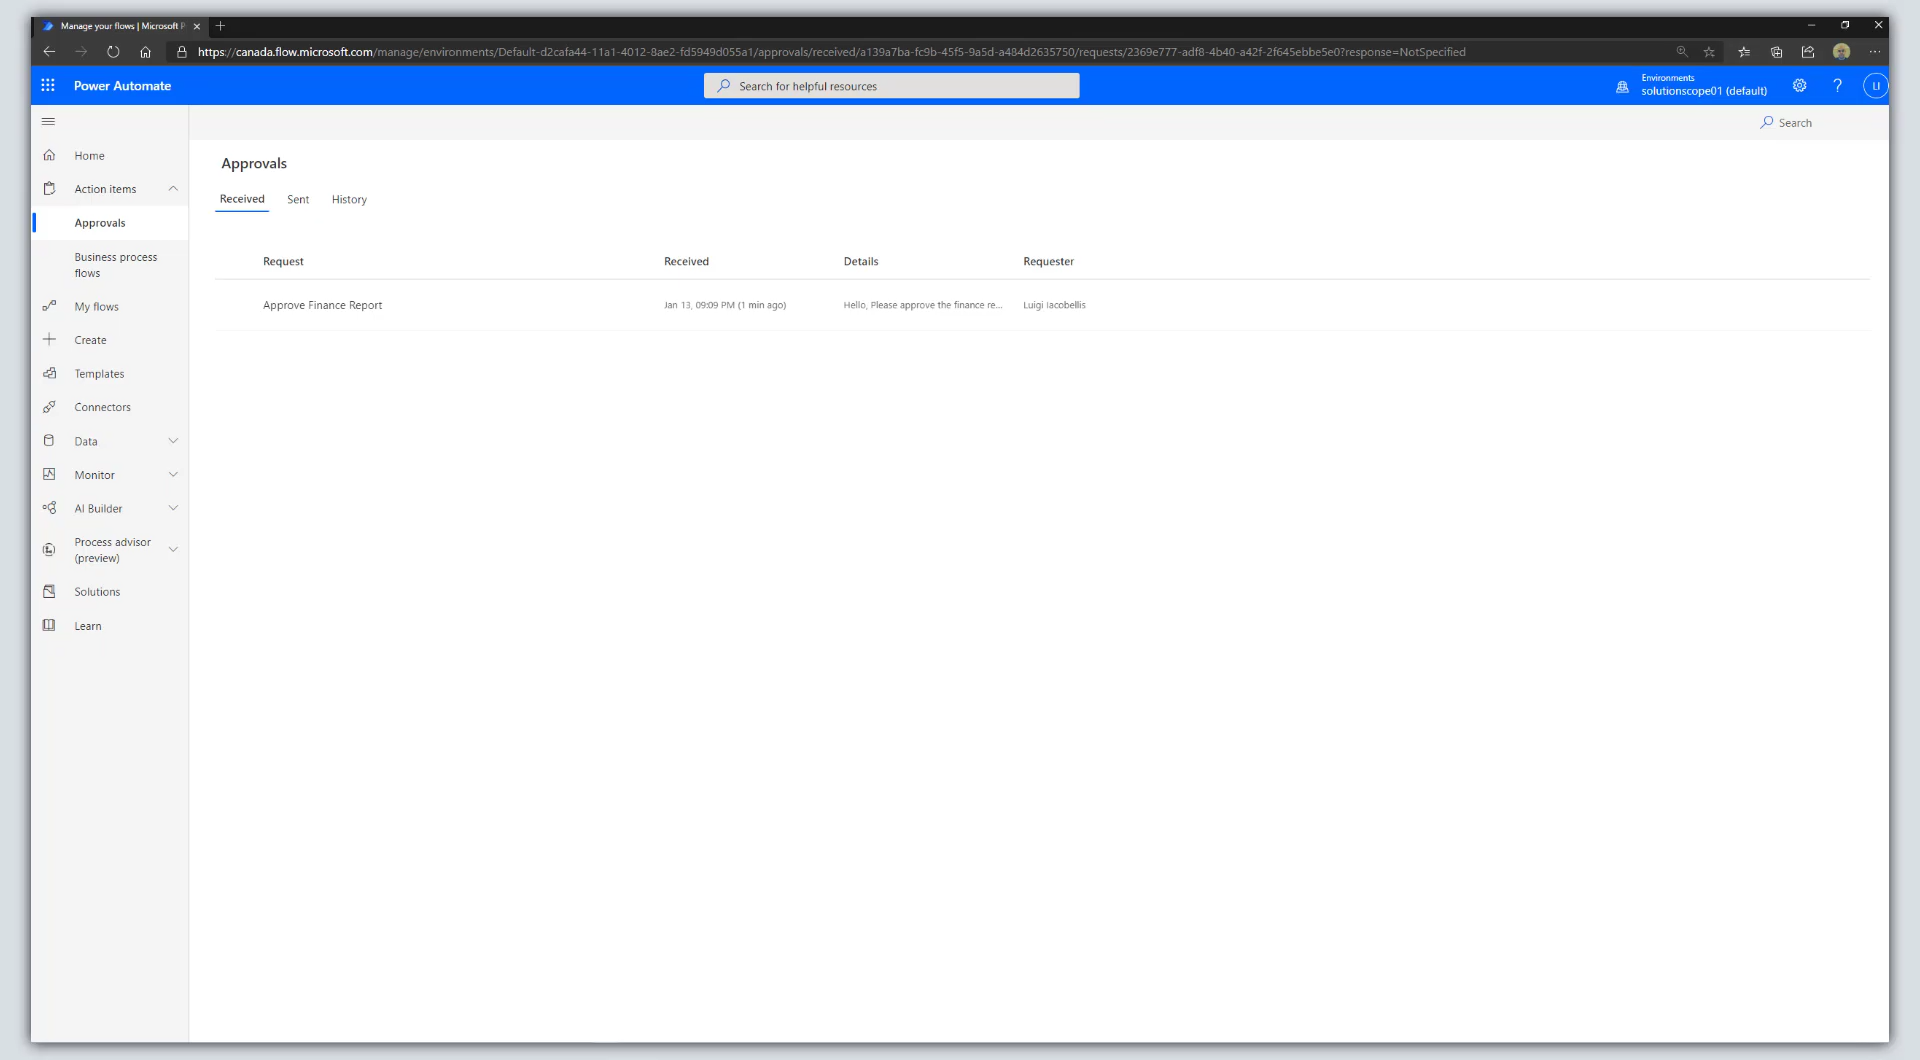 Manage your flows | Microsoft P
https://canada.flow.microsoft.com/manage/environments/Default-d2cafa44-11a1-4012-8ae2-fd5949d055a1/approvals/received/a139a7ba-fc9b-45f5-9a5d-a484d2635750/requests/2369e777-adf8-4b40-a42f-2f645ebbe5e0?response=NotSpecified
Power Automate
Search for helpful resources
Environments
solutionscope01 (default)
?
LI
Search
Home
Action items
Approvals
Business process
flows
My flows
Create
Templates
Connectors
Data
Monitor
AI Builder
Process advisor
(preview)
Solutions
Learn
Approvals
Received Sent History
Request Received Details Requester
Approve Finance Report Jan 13, 09:09 PM (1 min ago) Hello, Please approve the finance re... Luigi Iacobellis